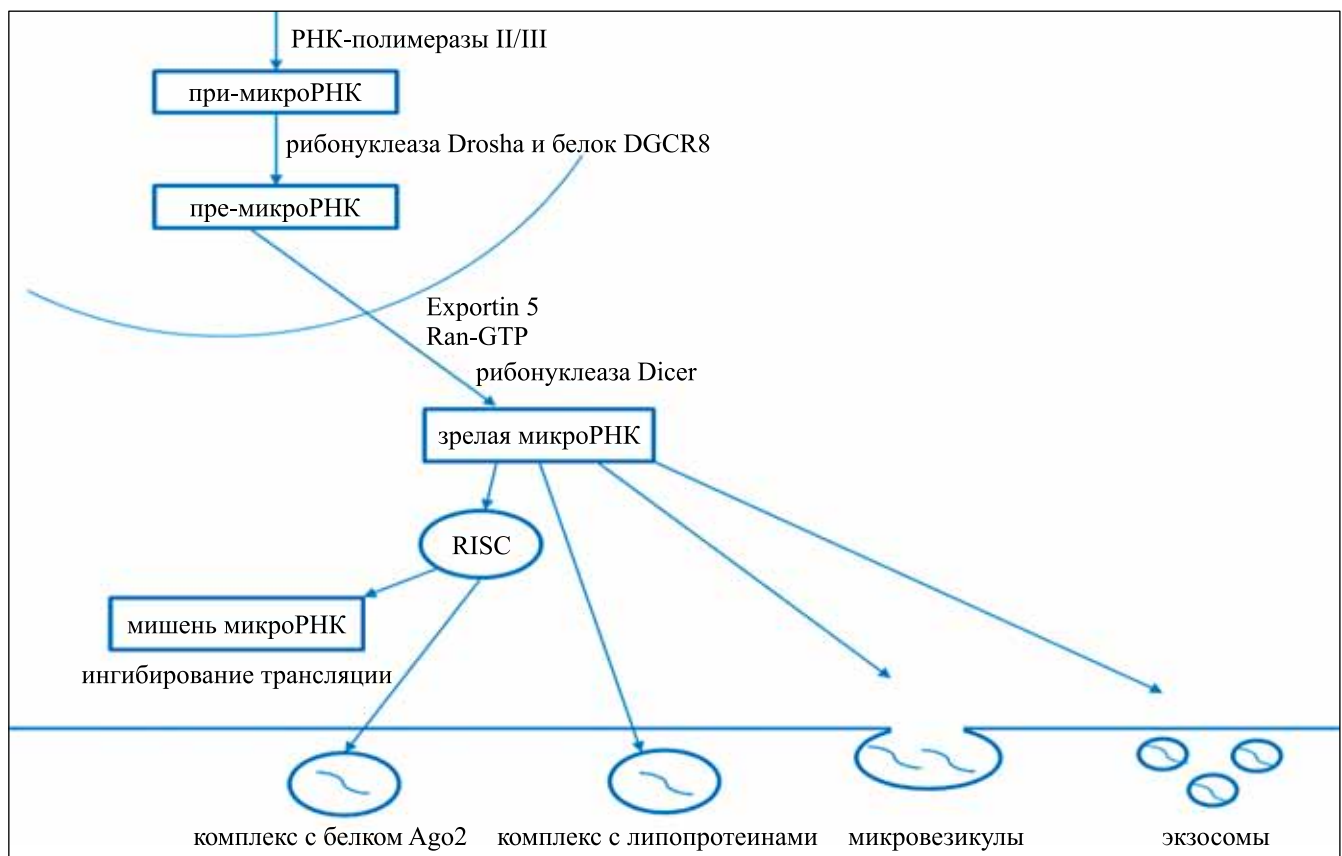 РНК-полимеразы II/III
при-микроРНК
рибонуклеаза Drosha и белок DGCR8
пре-микроРНК
Exportin 5
Ran-GTP
рибонуклеаза Dicer
зрелая микроРНК
RISC
мишень микроРНК
ингибирование трансляции
комплекс с белком Ago2
комплекс с липопротеинами
микровезикулы
экзосомы